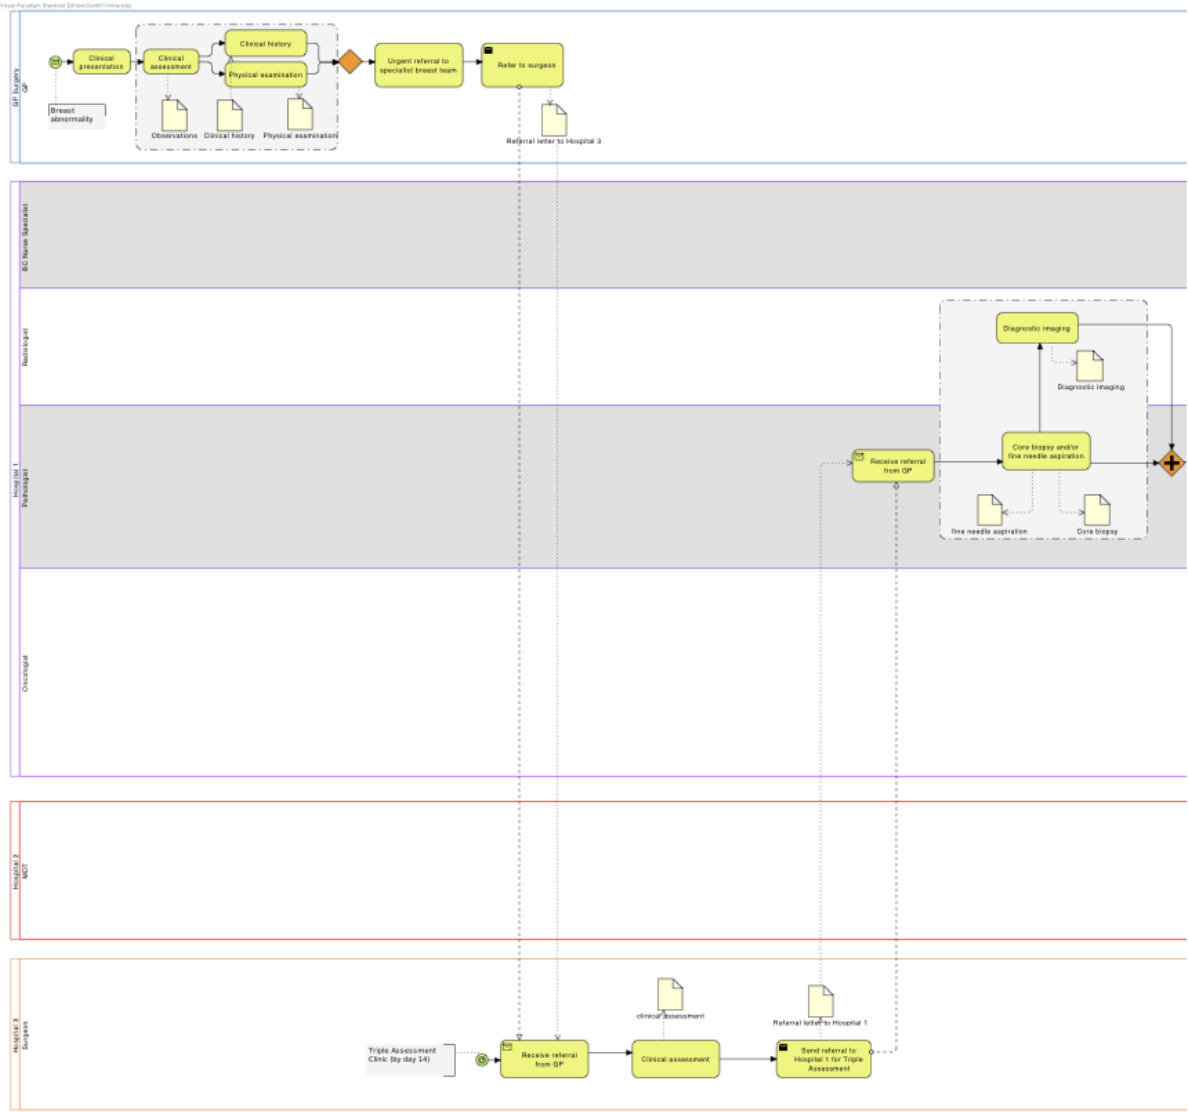 Visual Paradigm Standard Edition(Cardiff University)
GP Surgery
GP
Clinical
presentation
Clinical
assessment
Clinical history
Physical examination
Urgent referral to
specialist breast team
Refer to surgeon
Breast
abnormality
Observations
Clinical history
Physical examination
Referral letter to Hospital 3
Hospital 1
BC Nurse Specialist
Radiologist
Diagnostic imaging
Diagnostic imaging
Pathologist
Receive referral
from GP
Core biopsy and/or
fine needle aspiration
fine needle aspiration
Core biopsy
Oncologist
Hospital 2
MDT
Hospital 3
Surgeon
clinical assessment
Referral letter to Hospital 1
Triple Assessment
Clinic (by day 14)
Receive referral
from GP
Clinical assessment
Send referral to
Hospital 1 for Triple
Assessment